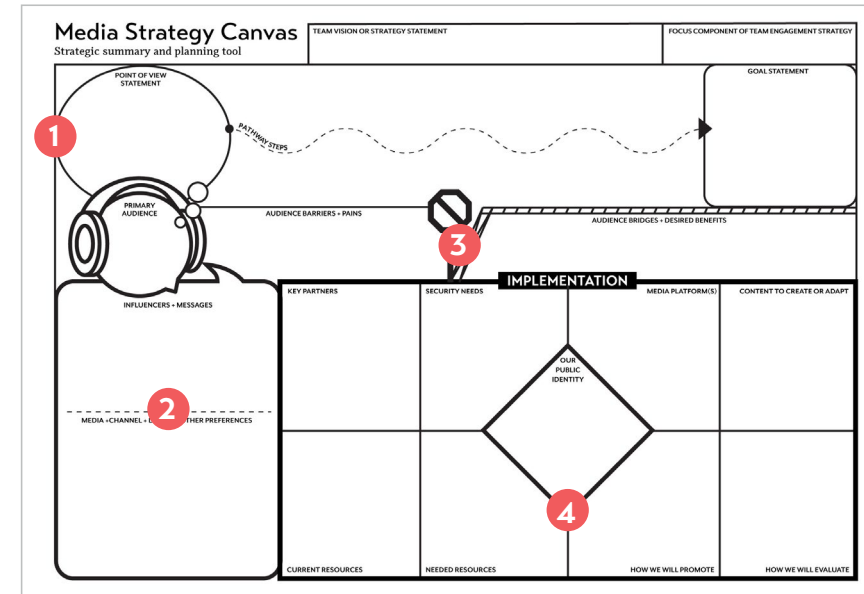 Media Strategy Canvas
Strategic summary and planning tool
TEAM VISION OR STRATEGY STATEMENT
FOCUS COMPONENT OF TEAM ENGAGEMENT STRATEGY
POINT OF VIEW
STATEMENT
GOAL STATEMENT
1
PATHWAY STEPS
PRIMARY
AUDIENCE
AUDIENCE BARRIERS + PAINS
AUDIENCE BRIDGES + DESIRED BENEFITS
3
IMPLEMENTATION
INFLUENCERS + MESSAGES
KEY PARTNERS
SECURITY NEEDS
MEDIA PLATFORM(S)
CONTENT TO CREATE OR ADAPT
OUR
PUBLIC
IDENTITY
2
MEDIA +CHANNEL + THER PREFERENCES
4
CURRENT RESOURCES
NEEDED RESOURCES
HOW WE WILL PROMOTE
HOW WE WILL EVALUATE